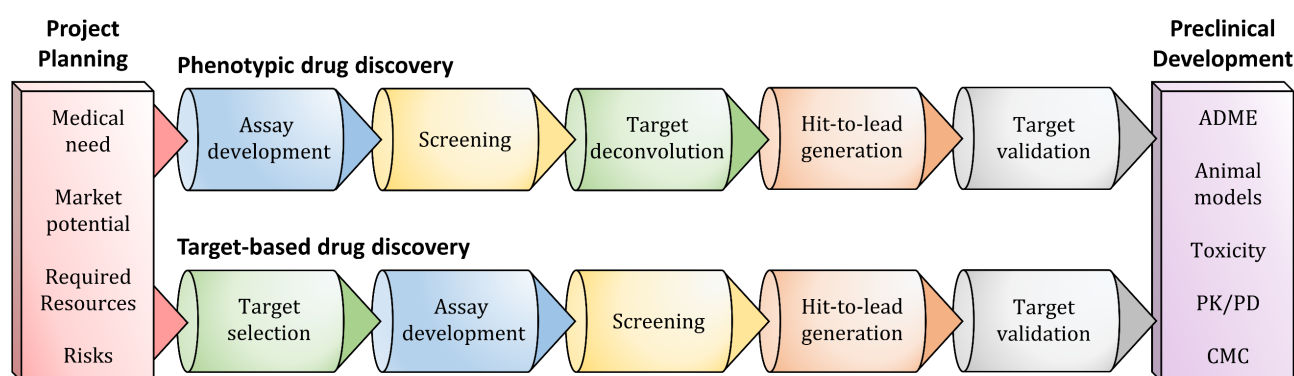 Project
Planning
Medical
need
Market
potential
Required
Resources
Risks
Phenotypic drug discovery
Assay
development
Screening
Target
deconvolution
Hit-to-lead
generation
Target
validation
Target-based drug discovery
Target
selection
Assay
development
Screening
Hit-to-lead
generation
Target
validation
Preclinical
Development
ADME
Animal
models
Toxicity
PK/PD
CMC